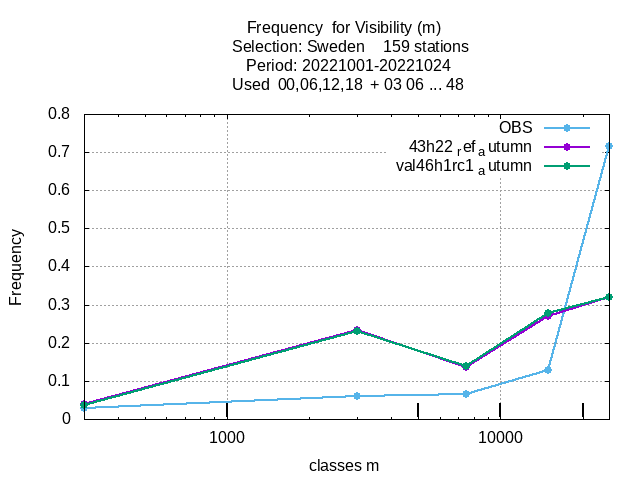 Frequency  for Visibility (m)
Selection: Sweden    159 stations
Period: 20221001-20221024
Used  00,06,12,18  + 03 06 ... 48
OBS
43h22 ref a utumn
val46h1rc1 a utumn
0.8
0.7
0.6
0.5
0.4
0.3
0.2
0.1
0
Frequency
1000 10000
classes m